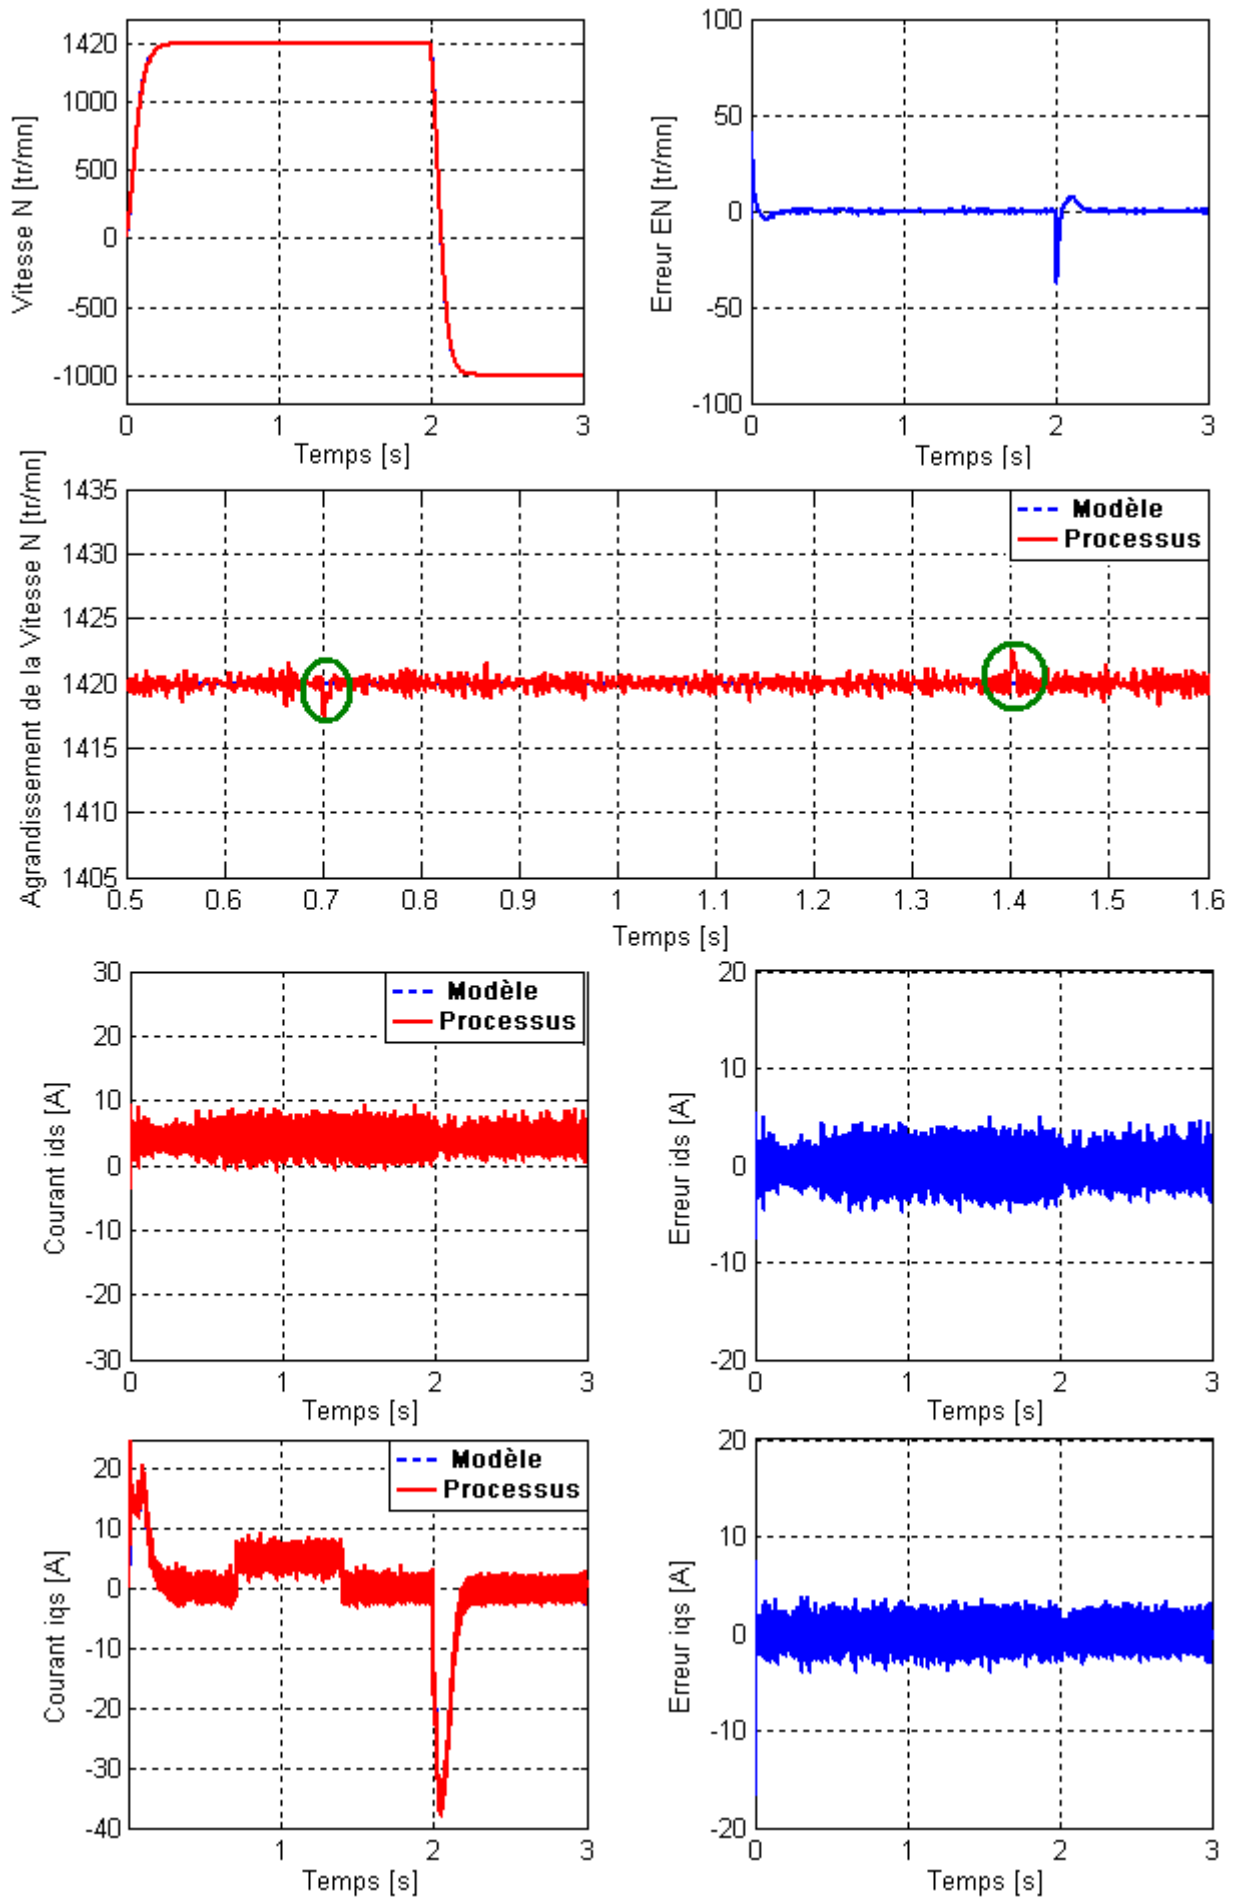 Vitesse N [tr/mn]
1420
1000
500
0
-500
-1000
0 1 2 3
Temps [s]
Erreur EN [tr/mn]
100
50
0
-50
-100
0 1 2 3
Temps [s]
Agrandissement de la Vitesse N [tr/mn]
1435
1430
1425
1420
1415
1410
1405
0.5 0.6 0.7 0.8 0.9 1 1.1 1.2 1.3 1.4 1.5 1.6
Temps [s]
Modèle
Processus
Courant ids [A]
30
20
10
0
-10
-20
-30
0 1 2 3
Temps [s]
Modèle
Processus
Erreur ids [A]
20
10
0
-10
-20
0 1 2 3
Temps [s]
Courant iqs [A]
20
10
0
-10
-20
-30
-40
1 2 3
Temps [s]
Modèle
Processus
Erreur iqs [A]
20
10
0
-10
-20
0 1 2 3
Temps [s]